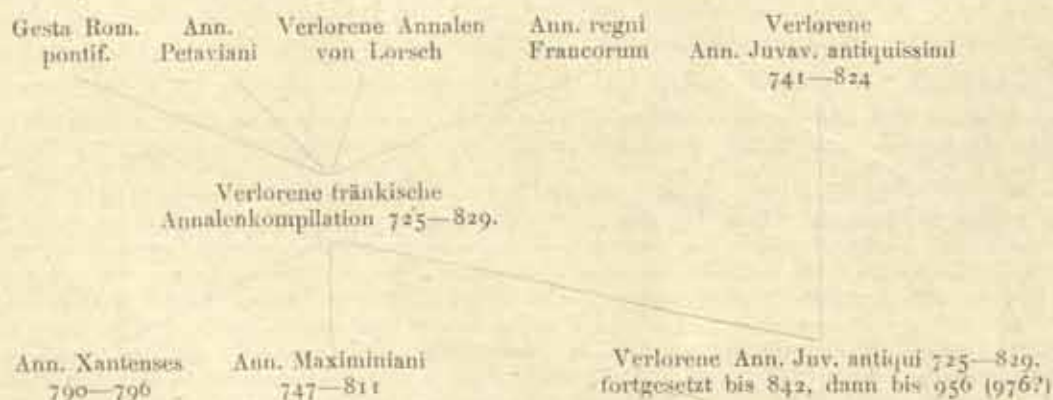 Gesta Rom. Ann. Verlorene Annalen Ann. regni Verlorene
pontif. Petaviani von Lorsch Francorum Ann. Juvav. antiquissimi
741—824
Verlorene tränkische
Annalenkompilation 725—829.
Ann. Xantenses Ann. Maximiniani Verlorene Ann. Juv. antiqui 725—829.
790—796 747—811 fortgesetzt bis 842, dann bis 956 (976?)